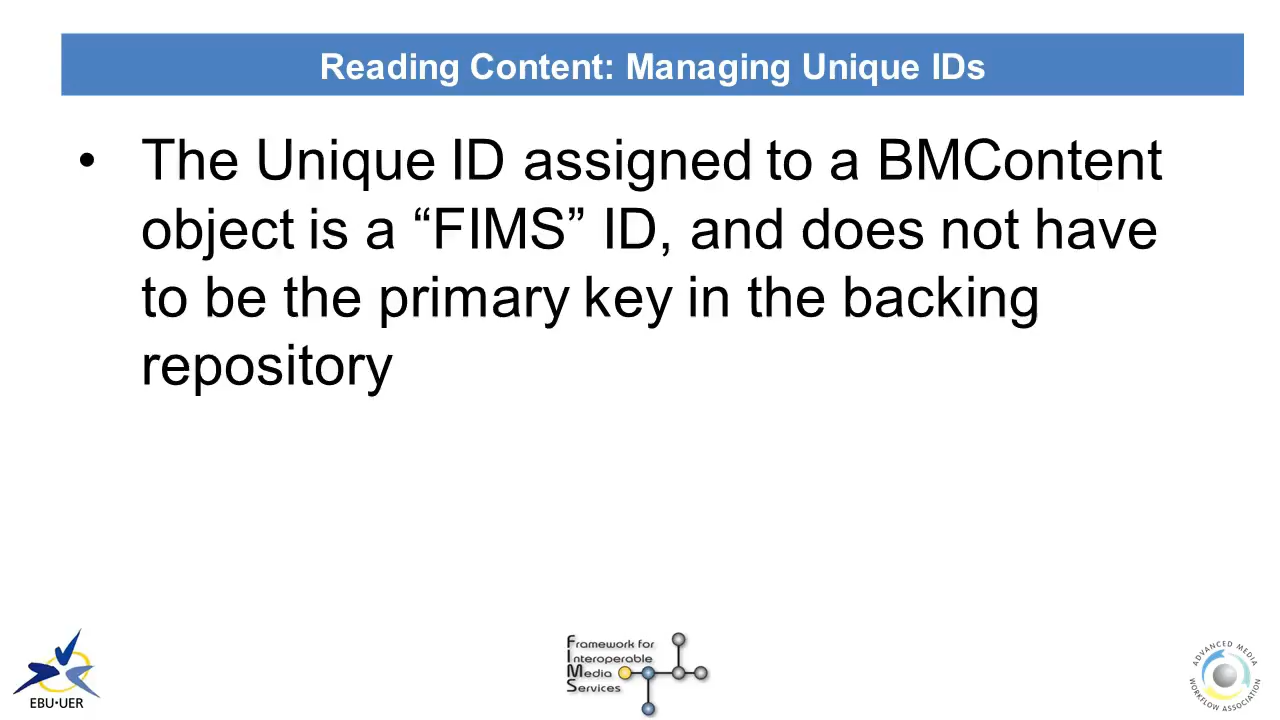 Reading Content: Managing Unique IDs
• The Unique ID assigned to a BMContent
object is a “FIMS” ID, and does not have
to be the primary key in the backing
repository
EBU•UER
Framework for
Interoperable
Media
Services
ADVANCED MEDIA
WORKFLOW ASSOCIATION